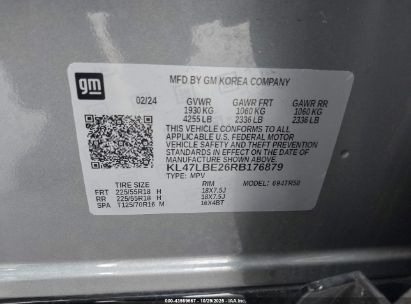 gm
MFD BY GM KOREA COMPANY
02/24 GVWR GAWR FRT GAWR RR
1930 KG 1060 KG 1060 KG
4255 LB 2336 LB 2336 LB
THIS VEHICLE CONFORMS TO ALL
APPLICABLE U.S. FEDERAL MOTOR
VEHICLE SAFETY AND THEFT PREVENTION
STANDARDS IN EFFECT ON THE DATE OF
MANUFACTURE SHOWN ABOVE.
KL47LBE26RB176879
TYPE: MPV
TIRE SIZE RIM MODEL: 
FRT 225/55R18 H 18X7.5J
RR 225/55R18 H 18X7.5J
SPA T125/70R16 M 16X4BT
10/29/2025